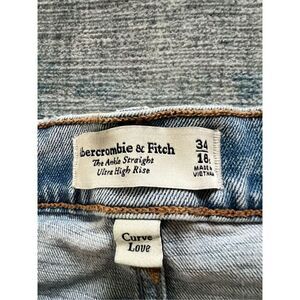 Abercrombie & Fitch
The Ankle Straight
Ultra High Rise
34
18
MADE IN
VIETNAM
Curve
Love